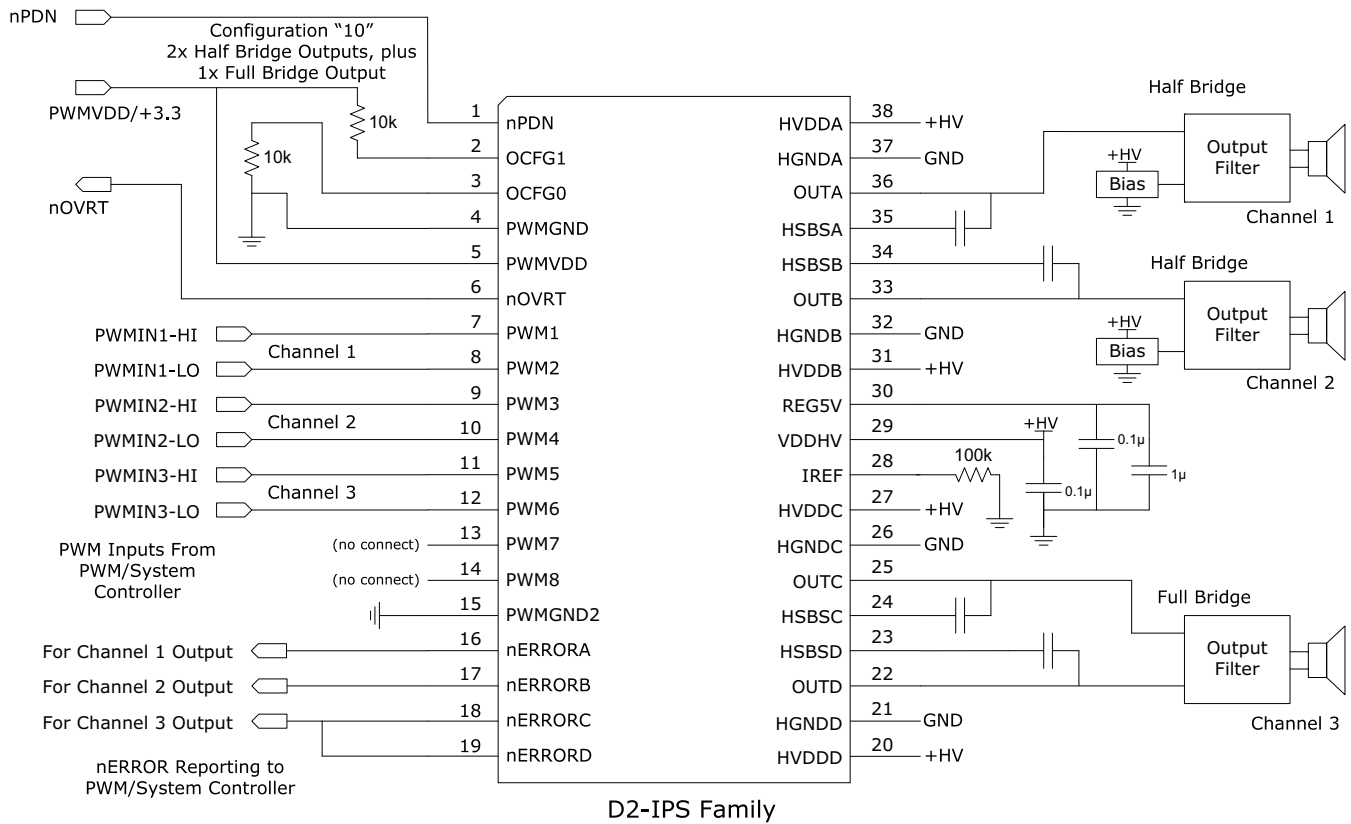 nPDN
Configuration “10”
2x Half Bridge Outputs, plus
1x Full Bridge Output
PWMVDD/+3.3
10k
10k
nOVRT
PWMIN1-HI
Channel 1
PWMIN1-LO
PWMIN2-HI
Channel 2
PWMIN2-LO
PWMIN3-HI
Channel 3
PWMIN3-LO
PWM Inputs From
PWM/System
Controller
(no connect)
(no connect)
For Channel 1 Output
For Channel 2 Output
For Channel 3 Output
nERROR Reporting to
PWM/System Controller
1 nPDN
2 OCFG1
3 OCFG0
4 PWMGND
5 PWMVDD
6 nOVRT
7 PWM1
8 PWM2
9 PWM3
10 PWM4
11 PWM5
12 PWM6
13 PWM7
14 PWM8
15 PWMGND2
16 nERRORA
17 nERRORB
18 nERRORC
19 nERRORD
HVDDA 38 +HV
HGNDA 37 GND
OUTA 36
HSBSA 35
HSBSB 34
OUTB 33
HGNDB 32 GND
HVDDB 31 +HV
REG5V 30
VDDHV 29 +HV
IREF 28 100k
HVDDC 27 +HV
HGNDC 26 GND
OUTC 25
HSBSC 24
HSBSD 23
OUTD 22
HGNDD 21 GND
HVDDD 20 +HV
0.1µ
0.1µ
1µ
Half Bridge
+HV
Bias
Output
Filter
Channel 1
Half Bridge
+HV
Bias
Output
Filter
Channel 2
Full Bridge
Output
Filter
Channel 3
D2-IPS Family